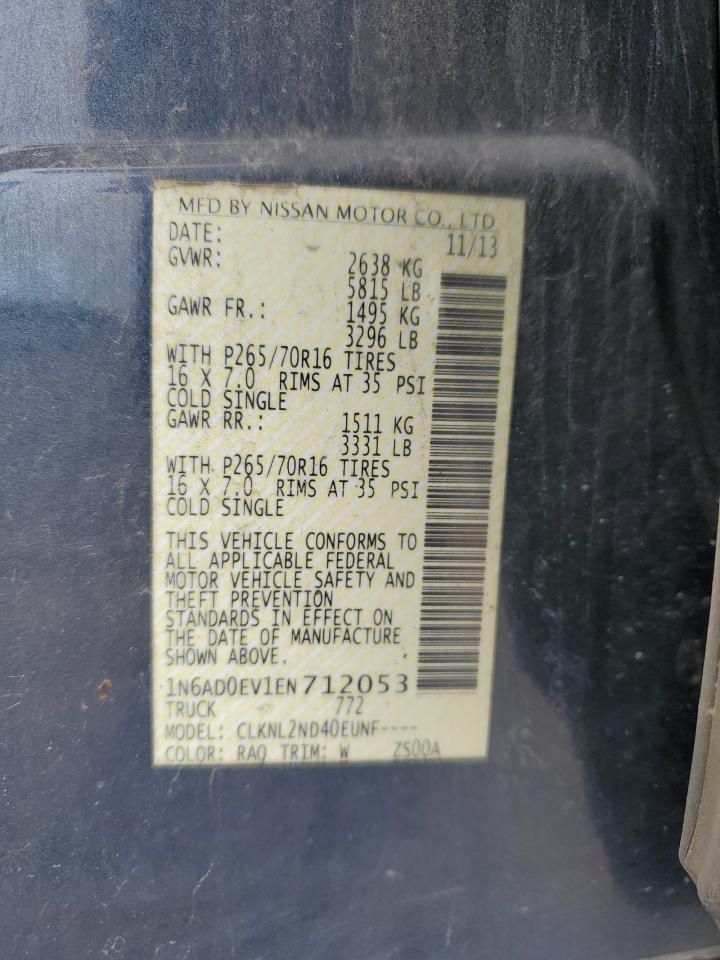 MFD BY NISSAN MOTOR CO., LTD
DATE: 11/13
GVWR: 2638 KG
5815 LB
GAWR FR.: 1495 KG
3296 LB
WITH P265/70R16 TIRES
16 X 7.0 RIMS AT 35 PSI
COLD SINGLE
GAWR RR.: 1511 KG
3331 LB
WITH P265/70R16 TIRES
16 X 7.0 RIMS AT 35 PSI
COLD SINGLE
THIS VEHICLE CONFORMS TO
ALL APPLICABLE FEDERAL
MOTOR VEHICLE SAFETY AND
THEFT PREVENTION
STANDARDS IN EFFECT ON
THE DATE OF MANUFACTURE
SHOWN ABOVE.
1N6AD0EV1EN712053
TRUCK 772
MODEL: CLKNL2ND40EUNF----
COLOR: RAQ TRIM: W ZS00A